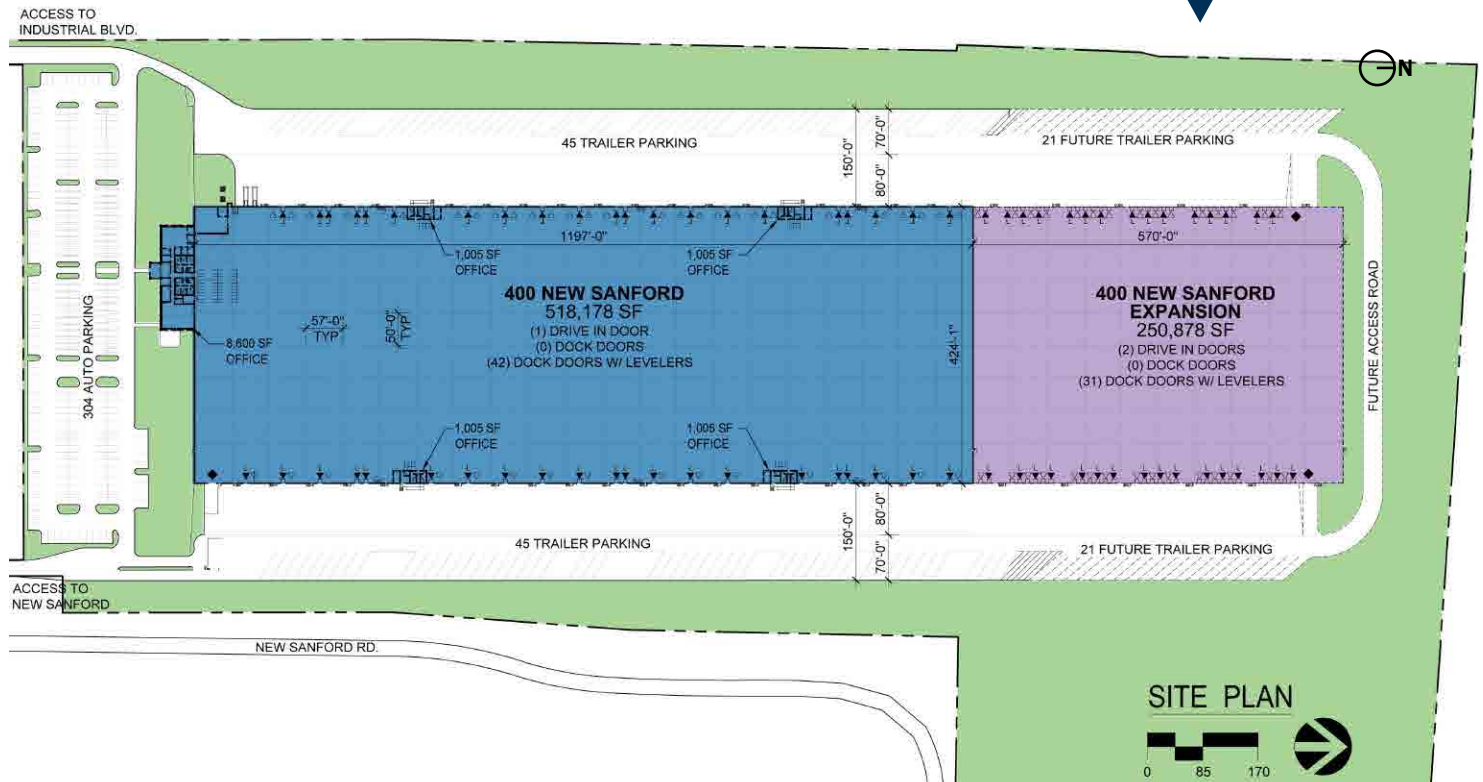 ACCESS TO
INDUSTRIAL BLVD.
N
45 TRAILER PARKING
150'-0"
70'-0"
80'-0"
21 FUTURE TRAILER PARKING
1197'-0"
570'-0"
1,005 SF
OFFICE
1,005 SF
OFFICE
304 AUTO PARKING
8,600 SF
OFFICE
57'-0"
TYP
50'-0"
TYP
400 NEW SANFORD
518,178 SF
(1) DRIVE IN DOOR
(0) DOCK DOORS
(42) DOCK DOORS W/ LEVELERS
424'-1"
400 NEW SANFORD
EXPANSION
250,878 SF
(2) DRIVE IN DOORS
(0) DOCK DOORS
(31) DOCK DOORS W/ LEVELERS
FUTURE ACCESS ROAD
1,005 SF
OFFICE
1,005 SF
OFFICE
45 TRAILER PARKING
150'-0"
80'-0"
70'-0"
21 FUTURE TRAILER PARKING
ACCESS TO
NEW SANFORD
NEW SANFORD RD.
SITE PLAN
0 85 170